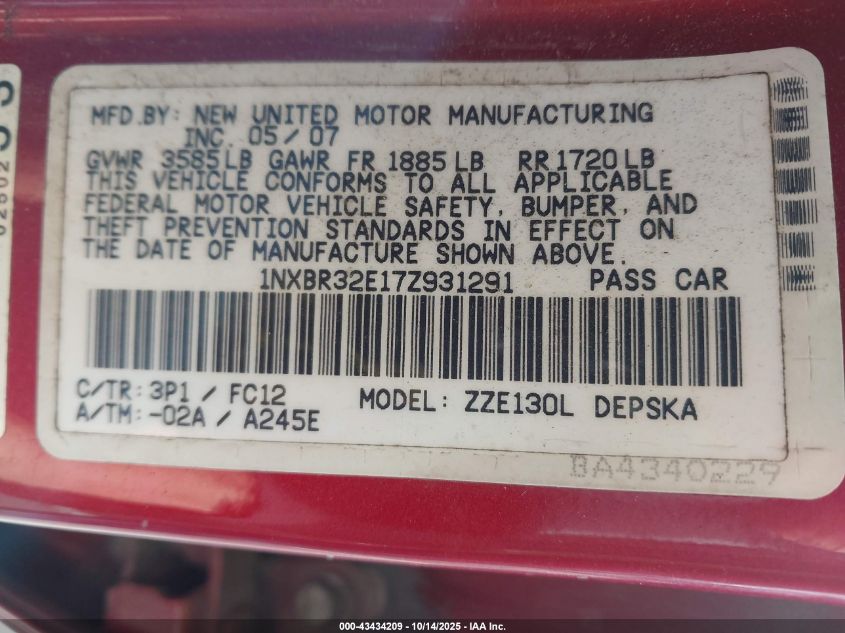 MFD.BY: NEW UNITED MOTOR MANUFACTURING
INC. 05/07
GVWR 3585LB GAWR FR 1885LB RR1720LB
THIS VEHICLE CONFORMS TO ALL APPLICABLE
FEDERAL MOTOR VEHICLE SAFETY, BUMPER, AND
THEFT PREVENTION STANDARDS IN EFFECT ON
THE DATE OF MANUFACTURE SHOWN ABOVE.
1NXBR32E17Z931291 PASS CAR
C/TR: 3P1 / FC12
A/TM: -02A / A245E
MODEL: ZZE130L DEPSKA
BA4340229
000-43434209 | 10/14/2025 - IAA Inc.